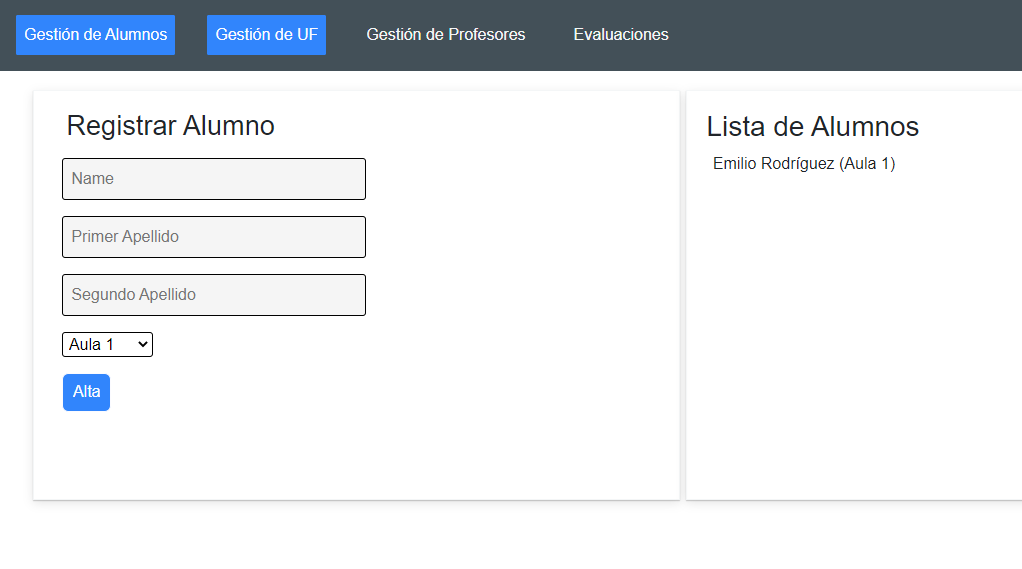 Gestión de Alumnos Gestión de UF Gestión de Profesores Evaluaciones
Registrar Alumno
Name
Primer Apellido
Segundo Apellido
Aula 1
Alta
Lista de Alumnos
Emilio Rodríguez (Aula 1)